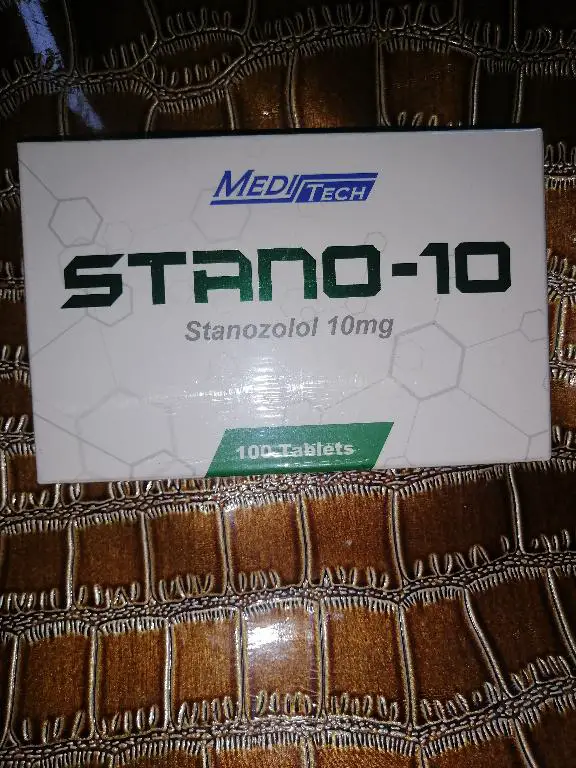 MEDITECH
STANO-10
Stanozolol 10mg
100 Tablets